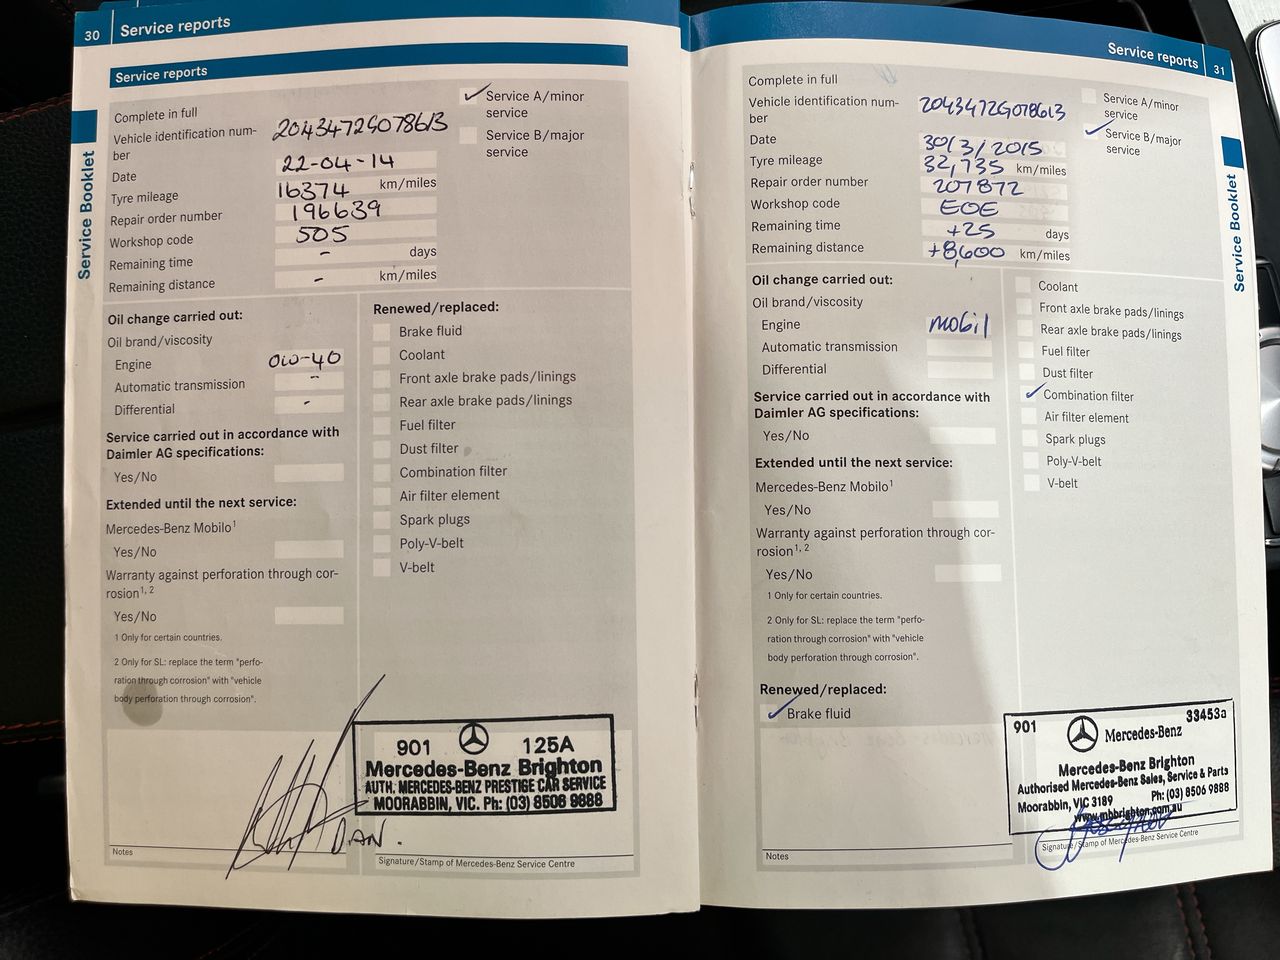 30 Service reports
Service reports
Complete in full
Vehicle identification num-
ber 2043472G078613
Date 22-04-14
Tyre mileage 16374 km/miles
Repair order number 196639
Workshop code 505
Remaining time - days
Remaining distance - km/miles
✓ Service A/minor
service
Service B/major
service
Service Booklet
Oil change carried out:
Oil brand/viscosity
Engine 0W-40
Automatic transmission -
Differential -
Service carried out in accordance with
Daimler AG specifications:
Yes/No
Extended until the next service:
Mercedes-Benz Mobilo¹
Yes/No
Warranty against perforation through cor-
rosion¹, ²
Yes/No
1 Only for certain countries.
2 Only for SL: replace the term "perfo-
ration through corrosion" with "vehicle
body perforation through corrosion".
Renewed/replaced:
Brake fluid
Coolant
Front axle brake pads/linings
Rear axle brake pads/linings
Fuel filter
Dust filter
Combination filter
Air filter element
Spark plugs
Poly-V-belt
V-belt
901 125A
Mercedes-Benz Brighton
AUTH. MERCEDES-BENZ PRESTIGE CAR SERVICE
MOORABBIN, VIC. Ph: (03) 8506 9888
DAN.
Notes
Signature/Stamp of Mercedes-Benz Service Centre
Service reports 31
Complete in full
Vehicle identification num-
ber 2043472G078613
Date 30/3/2015
Tyre mileage 32,735 km/miles
Repair order number 207872
Workshop code EOE
Remaining time +25 days
Remaining distance +8,600 km/miles
Service A/minor
service
✓ Service B/major
service
Service Booklet
Oil change carried out:
Oil brand/viscosity
Engine mobil
Automatic transmission
Differential
Service carried out in accordance with
Daimler AG specifications:
Yes/No
Extended until the next service:
Mercedes-Benz Mobilo¹
Yes/No
Warranty against perforation through cor-
rosion¹, ²
Yes/No
1 Only for certain countries.
2 Only for SL: replace the term "perfo-
ration through corrosion" with "vehicle
body perforation through corrosion".
Renewed/replaced:
✓ Brake fluid
Coolant
Front axle brake pads/linings
Rear axle brake pads/linings
Fuel filter
Dust filter
✓ Combination filter
Air filter element
Spark plugs
Poly-V-belt
V-belt
901 33453a
Mercedes-Benz
Mercedes-Benz Brighton
Authorised Mercedes-Benz Sales, Service & Parts
Moorabbin, VIC 3189 Ph: (03) 8506 9888
www.mbbrighton.com.au
Notes
Signature/Stamp of Mercedes-Benz Service Centre